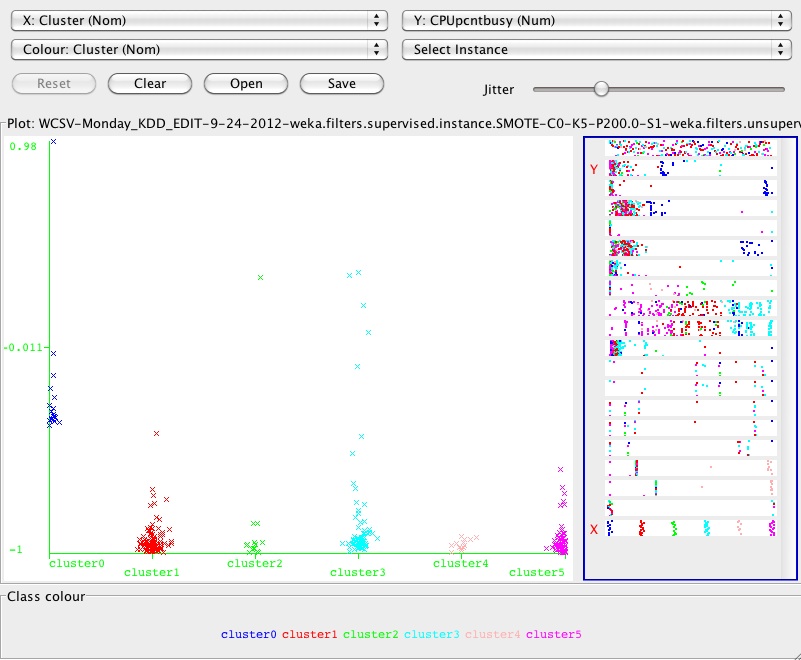 X: Cluster (Nom) Y: CPUpcntbusy (Num)
Colour: Cluster (Nom) Select Instance
Reset Clear Open Save Jitter
Plot: WCSV-Monday_KDD_EDIT-9-24-2012-weka.filters.supervised.instance.SMOTE-C0-K5-P200.0-S1-weka.filters.unsuperv
0.98
Y
-0.011
-1
X
cluster0 cluster1 cluster2 cluster3 cluster4 cluster5
Class colour
cluster0 cluster1 cluster2 cluster3 cluster4 cluster5